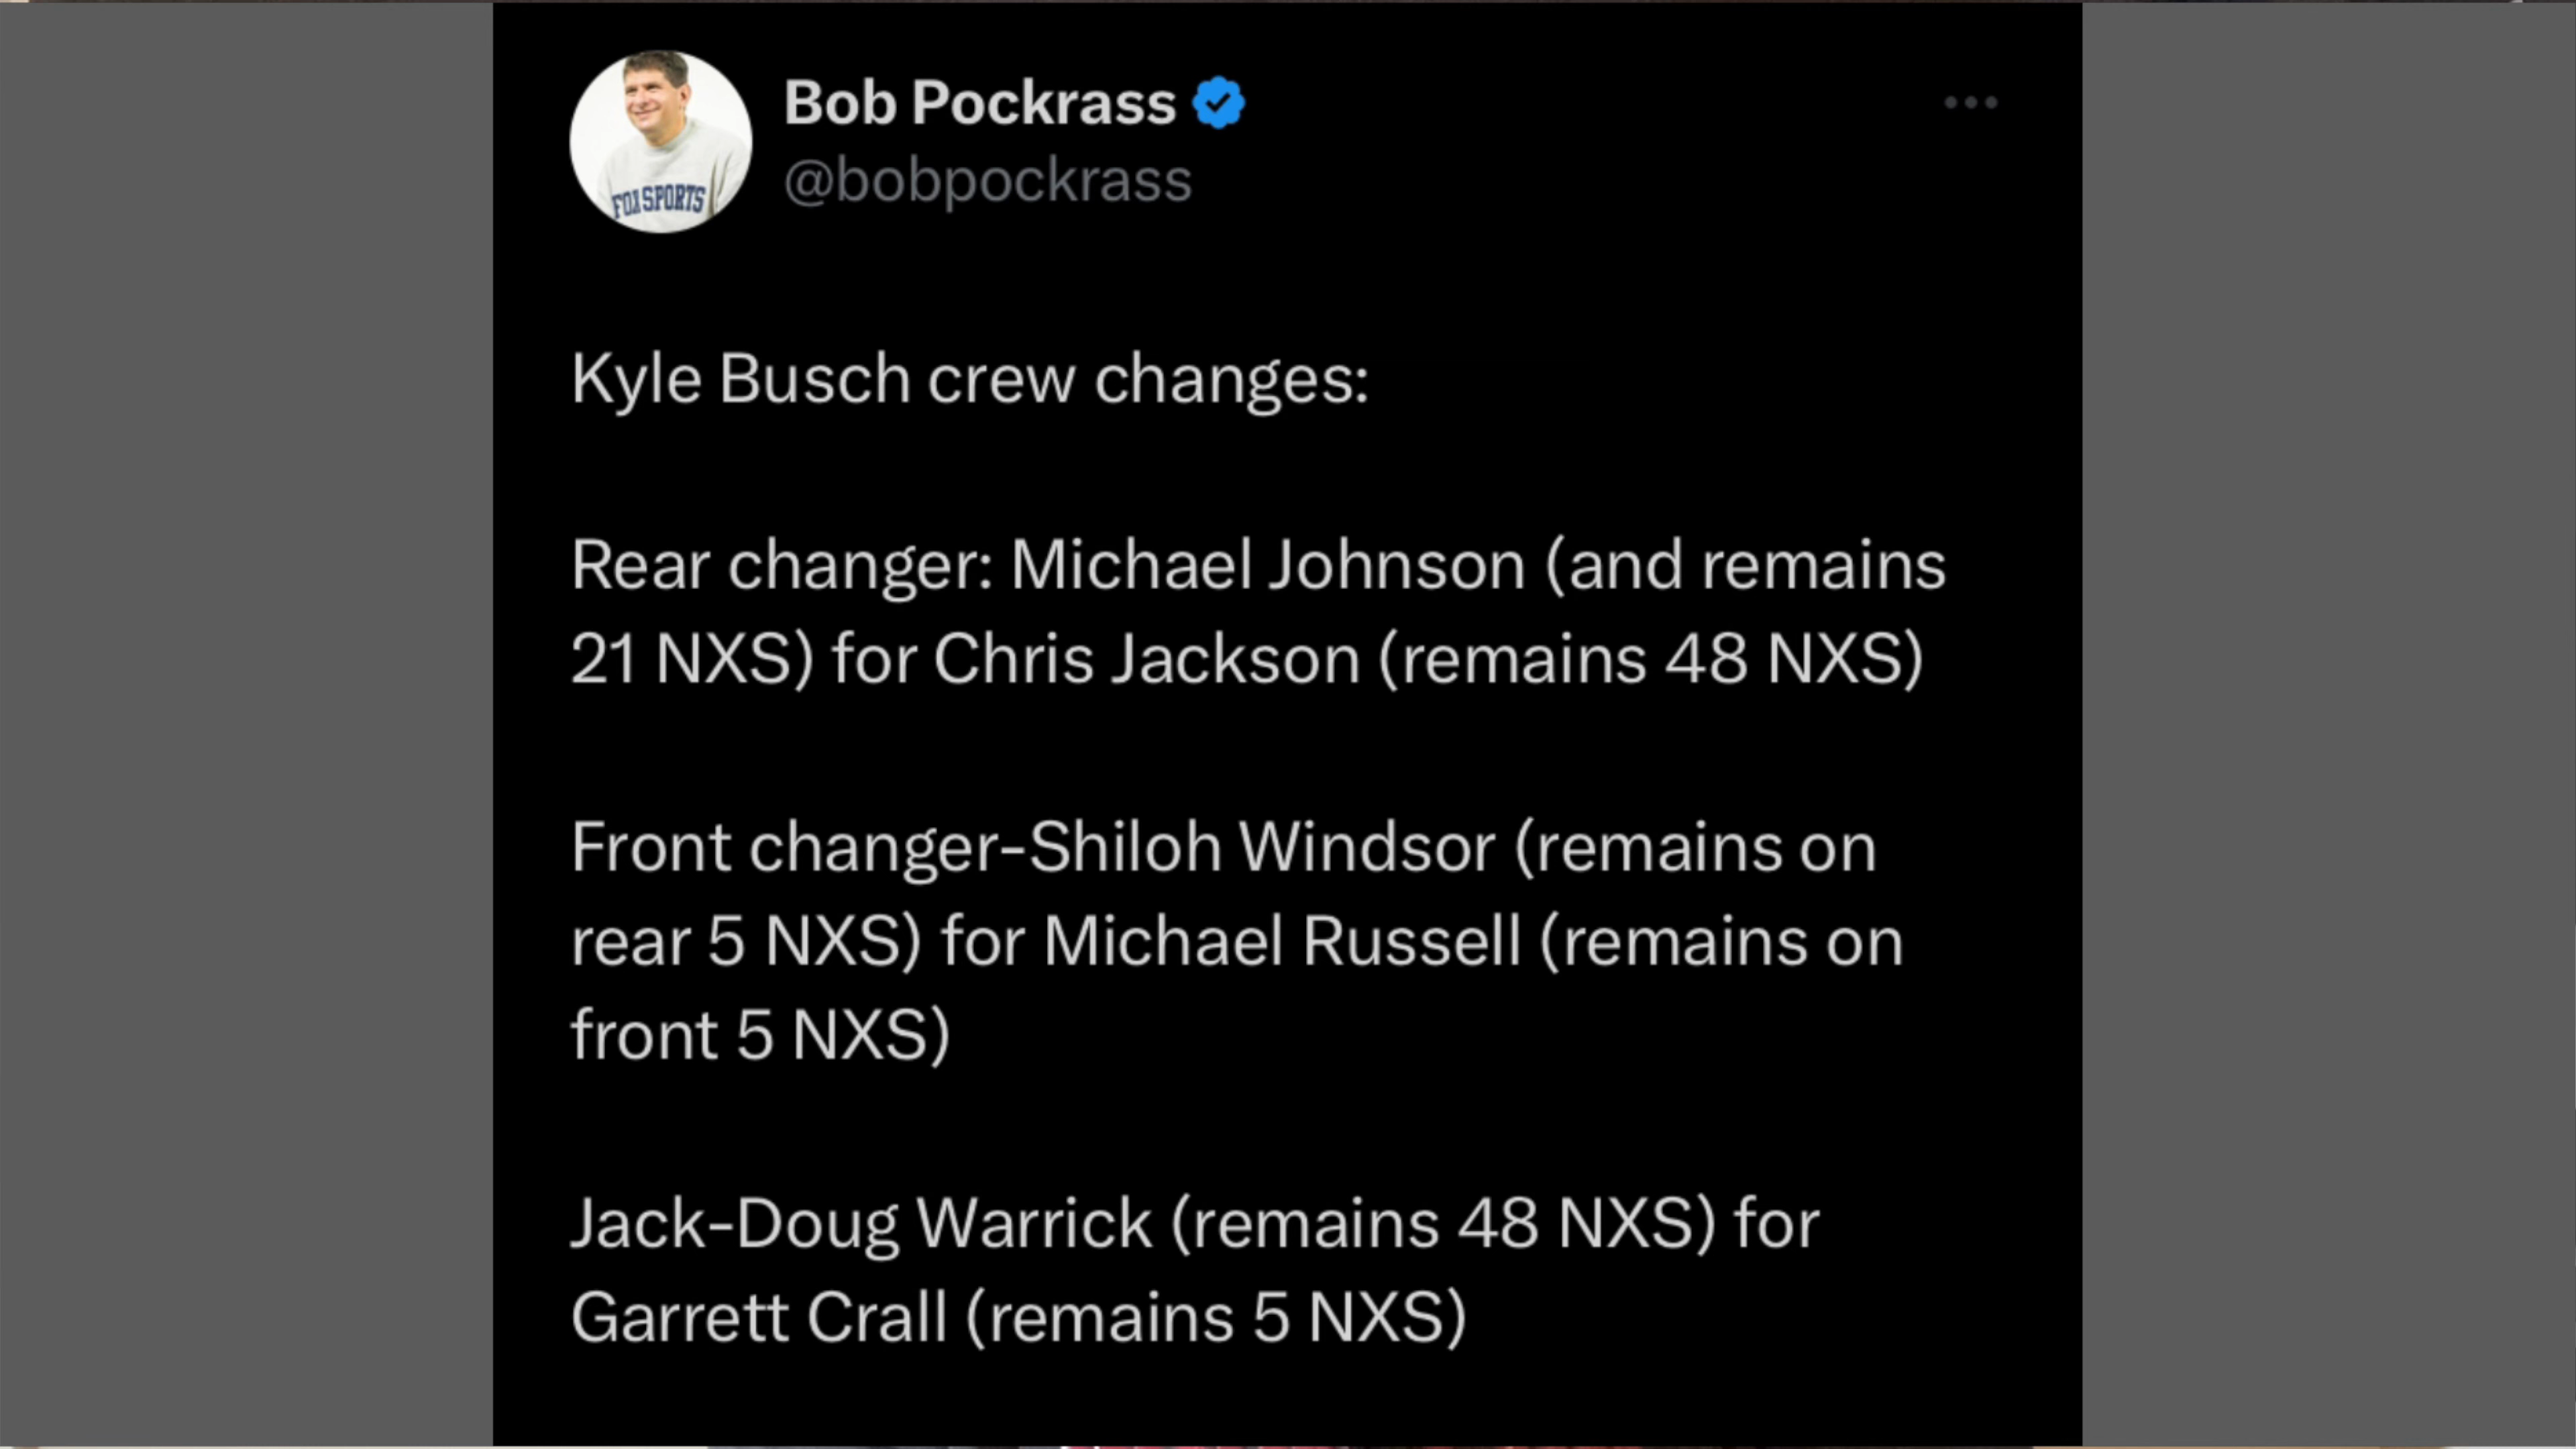 Bob Pockrass
@bobpockrass
FOX SPORTS
Kyle Busch crew changes:
Rear changer: Michael Johnson (and remains
21 NXS) for Chris Jackson (remains 48 NXS)
Front changer-Shiloh Windsor (remains on
rear 5 NXS) for Michael Russell (remains on
front 5 NXS)
Jack-Doug Warrick (remains 48 NXS) for
Garrett Crall (remains 5 NXS)